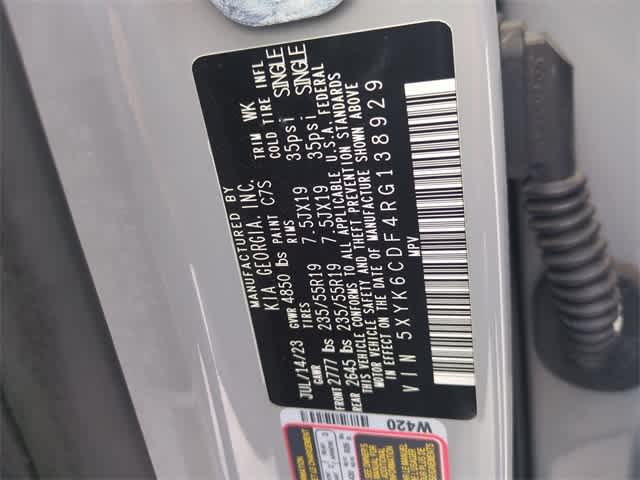 MANUFACTURED BY
KIA GEORGIA, INC.
JUL/14/23 PAINT C7S TRIM WK
GVWR 4850 lbs
GAWR TIRES RIMS COLD TIRE INFL
FRONT 2777 lbs 235/55R19 7.5JX19 35psi SINGLE
REAR 2645 lbs 235/55R19 7.5JX19 35psi SINGLE
THIS VEHICLE CONFORMS TO ALL APPLICABLE U.S.A. FEDERAL
MOTOR VEHICLE SAFETY AND THEFT PREVENTION STANDARDS
IN EFFECT ON THE DATE OF MANUFACTURE SHOWN ABOVE
VIN 5XYK6CDF4RG138929
MPV
W420